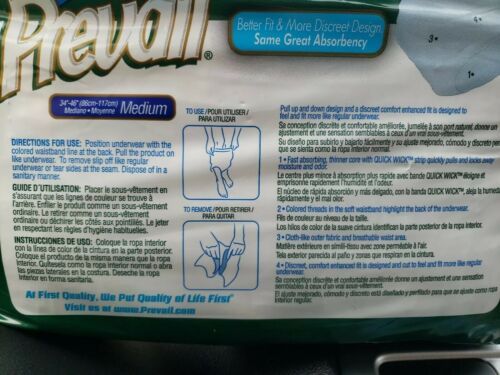 Prevail®
Better Fit & More Discreet Design,
Same Great Absorbency
3•
1•
34"-46" (86cm-117cm)
Mediano • Moyenne Medium
TO USE / POUR UTILISER /
PARA UTILIZAR
DIRECTIONS FOR USE: Position underwear with the
colored waistband line at the back. Pull the product on
like underwear. To remove slip off like regular
underwear or tear sides at the seam. Dispose of in a
sanitary manner.
GUIDE D'UTILISATION: Placer le sous-vêtement en
s'assurant que les lignes de couleur se trouve à
l'arrière. Enfiler le produit comme un sous-vêtement
ordinaire. Le retirer comme un sous-vêtement
ordinaire ou déchirer les côtés aux pointillés. Le jeter
en respectant les règles d'hygiène habituelles.
INSTRUCCIONES DE USO: Coloque la ropa interior
con la línea de color de la cintura en la parte posterior.
Coloque el producto de la misma manera que la ropa
interior. Quíteselo como la ropa interior normal o abra
las piezas laterales en la costura. Deseche la ropa
interior en forma sanitaria.
TO REMOVE / POUR RETIRER /
PARA QUITAR
Pull up and down design and a discreet comfort enhanced fit is designed to
feel and fit more like regular underwear.
Se conception discrète et confortable améliorée, jumelée à son port naturel, donne un
ajustement et une sensation semblables à ceux d'un vrai sous-vêtement.
Su diseño para subirlo y bajarlo fácilmente y su ajuste mejorado, cómodo y discreto
que se sienta como la ropa interior normal.
1 • Fast absorbing, thinner core with QUICK WICK™ strip quickly pulls and locks away
moisture and odor.
Le centre plus mince à absorption plus rapide avec bande QUICK WICK™ éloigne et
emprisonne rapidement l'humidité et l'odeur.
El núcleo de rápida absorción y más delgado, con la banda QUICK WICK™, aleja la humedad
rápidamente y el mal olor.
2 • Colored threads in the soft waistband highlight the back of the underwear.
Fils de couleur au niveau de la taille.
Los hilos de color de la suave cintura identifican la parte posterior de la ropa interior.
3 • Cloth-like outer fabric and breathable waist area.
Matière extérieure en simili-tissu avec zone perméable à l'air.
Tela exterior parecida al paño y zonas que respiran en la cintura.
4 • Discreet, comfort enhanced fit is designed and cut to feel and fit more like regular
underwear.
Sa conception discrète et confortable améliorée donne un ajustement et une sensation
semblables à ceux d'un vrai sous-vêtement.
El ajuste mejorado, cómodo y discreto está diseñado y perfilado para que se ajuste como ropa
interior regular.
At First Quality, We Put Quality of Life First®
Visit us at www.Prevail.com